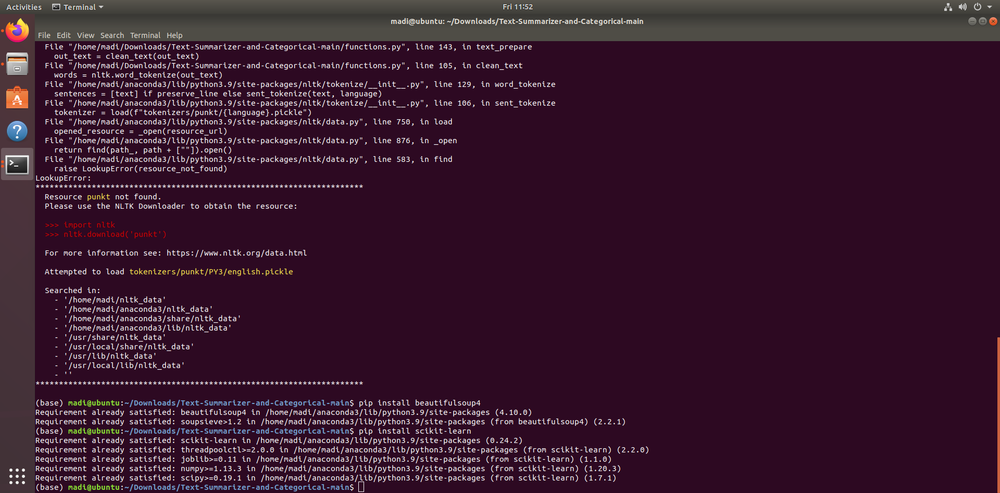 Activities Terminal Fri 11:52
madi@ubuntu: ~/Downloads/Text-Summarizer-and-Categorical-main
File Edit View Search Terminal Help
File "/home/madi/Downloads/Text-Summarizer-and-Categorical-main/functions.py", line 143, in text_prepare
out_text = clean_text(out_text)
File "/home/madi/Downloads/Text-Summarizer-and-Categorical-main/functions.py", line 105, in clean_text
words = nltk.word_tokenize(out_text)
File "/home/madi/anaconda3/lib/python3.9/site-packages/nltk/tokenize/__init__.py", line 129, in word_tokenize
sentences = [text] if preserve_line else sent_tokenize(text, language)
File "/home/madi/anaconda3/lib/python3.9/site-packages/nltk/tokenize/__init__.py", line 106, in sent_tokenize
tokenizer = load(f"tokenizers/punkt/{language}.pickle")
File "/home/madi/anaconda3/lib/python3.9/site-packages/nltk/data.py", line 750, in load
opened_resource = _open(resource_url)
File "/home/madi/anaconda3/lib/python3.9/site-packages/nltk/data.py", line 876, in _open
return find(path_, path + [""]).open()
File "/home/madi/anaconda3/lib/python3.9/site-packages/nltk/data.py", line 583, in find
raise LookupError(resource_not_found)
LookupError:
**********************************************************************
Resource punkt not found.
Please use the NLTK Downloader to obtain the resource:
>>> import nltk
>>> nltk.download('punkt')
For more information see: https://www.nltk.org/data.html
Attempted to load tokenizers/punkt/PY3/english.pickle
Searched in:
- '/home/madi/nltk_data'
- '/home/madi/anaconda3/nltk_data'
- '/home/madi/anaconda3/share/nltk_data'
- '/home/madi/anaconda3/lib/nltk_data'
- '/usr/share/nltk_data'
- '/usr/local/share/nltk_data'
- '/usr/lib/nltk_data'
- '/usr/local/lib/nltk_data'
- ''
**********************************************************************
(base) madi@ubuntu:~/Downloads/Text-Summarizer-and-Categorical-main$ pip install beautifulsoup4
Requirement already satisfied: beautifulsoup4 in /home/madi/anaconda3/lib/python3.9/site-packages (4.10.0)
Requirement already satisfied: soupsieve>1.2 in /home/madi/anaconda3/lib/python3.9/site-packages (from beautifulsoup4) (2.2.1)
(base) madi@ubuntu:~/Downloads/Text-Summarizer-and-Categorical-main$ pip install scikit-learn
Requirement already satisfied: scikit-learn in /home/madi/anaconda3/lib/python3.9/site-packages (0.24.2)
Requirement already satisfied: threadpoolctl>=2.0.0 in /home/madi/anaconda3/lib/python3.9/site-packages (from scikit-learn) (2.2.0)
Requirement already satisfied: joblib>=0.11 in /home/madi/anaconda3/lib/python3.9/site-packages (from scikit-learn) (1.1.0)
Requirement already satisfied: numpy>=1.13.3 in /home/madi/anaconda3/lib/python3.9/site-packages (from scikit-learn) (1.20.3)
Requirement already satisfied: scipy>=0.19.1 in /home/madi/anaconda3/lib/python3.9/site-packages (from scikit-learn) (1.7.1)
(base) madi@ubuntu:~/Downloads/Text-Summarizer-and-Categorical-main$